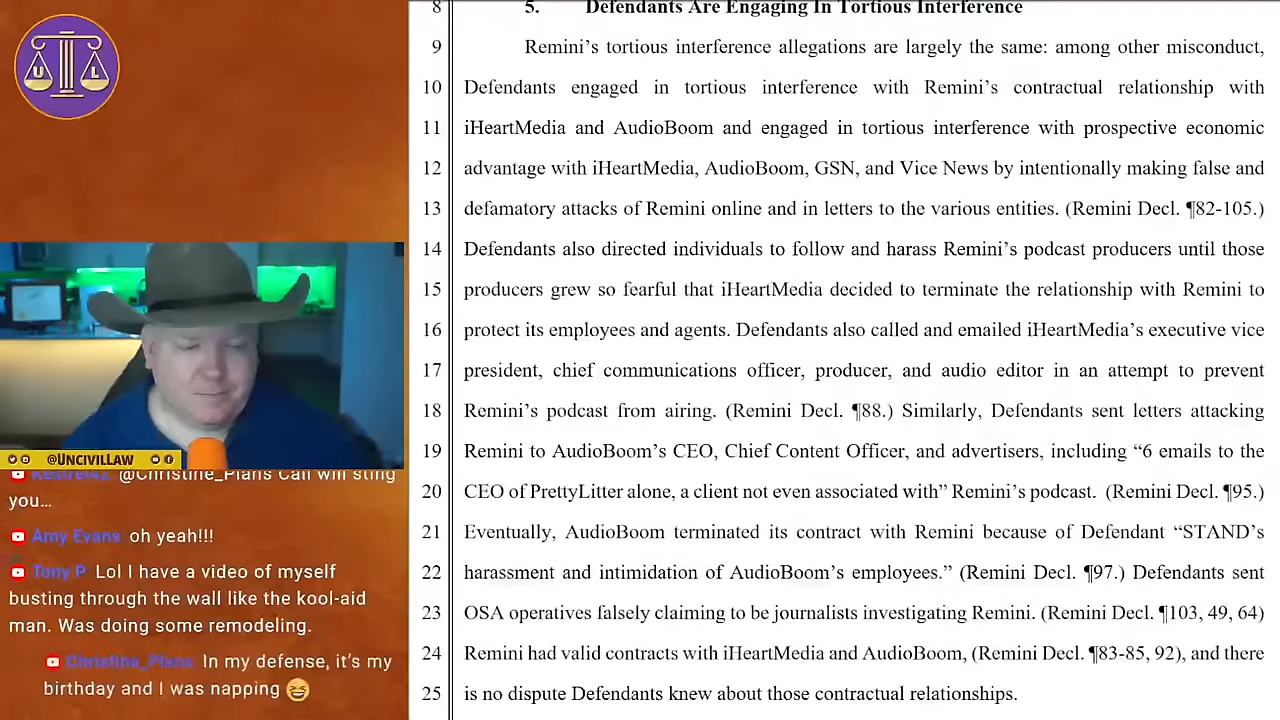 U L
@UNCIVILLAW
Kestrel42 @Christina_Plans Call will sting
you...
Amy Evans oh yeah!!!
Tony P Lol I have a video of myself
busting through the wall like the kool-aid
man. Was doing some remodeling.
Christina_Plans In my defense, it's my
birthday and I was napping 😆
8 5. Defendants Are Engaging In Tortious Interference
9 Remini's tortious interference allegations are largely the same: among other misconduct,
10 Defendants engaged in tortious interference with Remini's contractual relationship with
11 iHeartMedia and AudioBoom and engaged in tortious interference with prospective economic
12 advantage with iHeartMedia, AudioBoom, GSN, and Vice News by intentionally making false and
13 defamatory attacks of Remini online and in letters to the various entities. (Remini Decl. ¶82-105.)
14 Defendants also directed individuals to follow and harass Remini's podcast producers until those
15 producers grew so fearful that iHeartMedia decided to terminate the relationship with Remini to
16 protect its employees and agents. Defendants also called and emailed iHeartMedia's executive vice
17 president, chief communications officer, producer, and audio editor in an attempt to prevent
18 Remini's podcast from airing. (Remini Decl. ¶88.) Similarly, Defendants sent letters attacking
19 Remini to AudioBoom's CEO, Chief Content Officer, and advertisers, including “6 emails to the
20 CEO of PrettyLitter alone, a client not even associated with” Remini's podcast. (Remini Decl. ¶95.)
21 Eventually, AudioBoom terminated its contract with Remini because of Defendant “STAND's
22 harassment and intimidation of AudioBoom's employees.” (Remini Decl. ¶97.) Defendants sent
23 OSA operatives falsely claiming to be journalists investigating Remini. (Remini Decl. ¶103, 49, 64)
24 Remini had valid contracts with iHeartMedia and AudioBoom, (Remini Decl. ¶83-85, 92), and there
25 is no dispute Defendants knew about those contractual relationships.